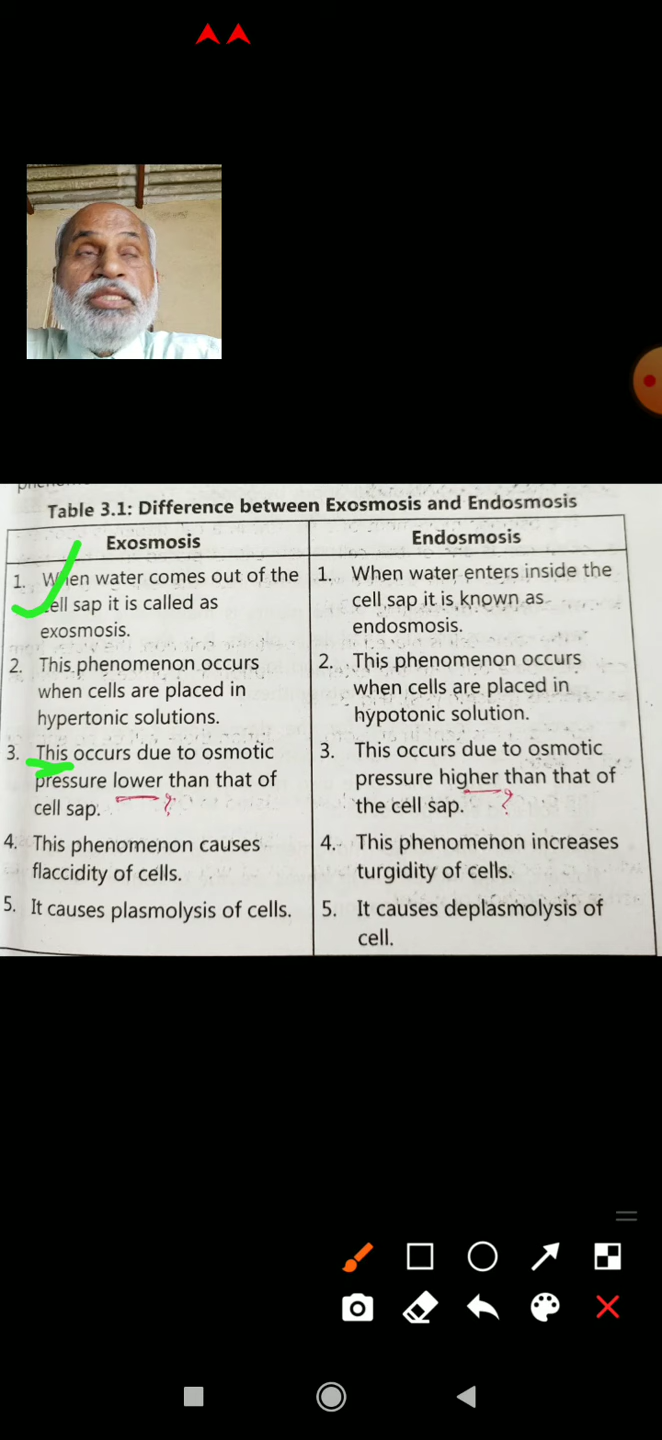 Table 3.1: Difference between Exosmosis and Endosmosis
Exosmosis
1. When water comes out of the
cell sap it is called as
exosmosis.
2. This phenomenon occurs
when cells are placed in
hypertonic solutions.
3. This occurs due to osmotic
pressure lower than that of
cell sap. ?
4. This phenomenon causes
flaccidity of cells.
5. It causes plasmolysis of cells.
Endosmosis
1. When water enters inside the
cell sap it is known as
endosmosis.
2. This phenomenon occurs
when cells are placed in
hypotonic solution.
3. This occurs due to osmotic
pressure higher than that of
the cell sap. ?
4. This phenomenon increases
turgidity of cells.
5. It causes deplasmolysis of
cell.